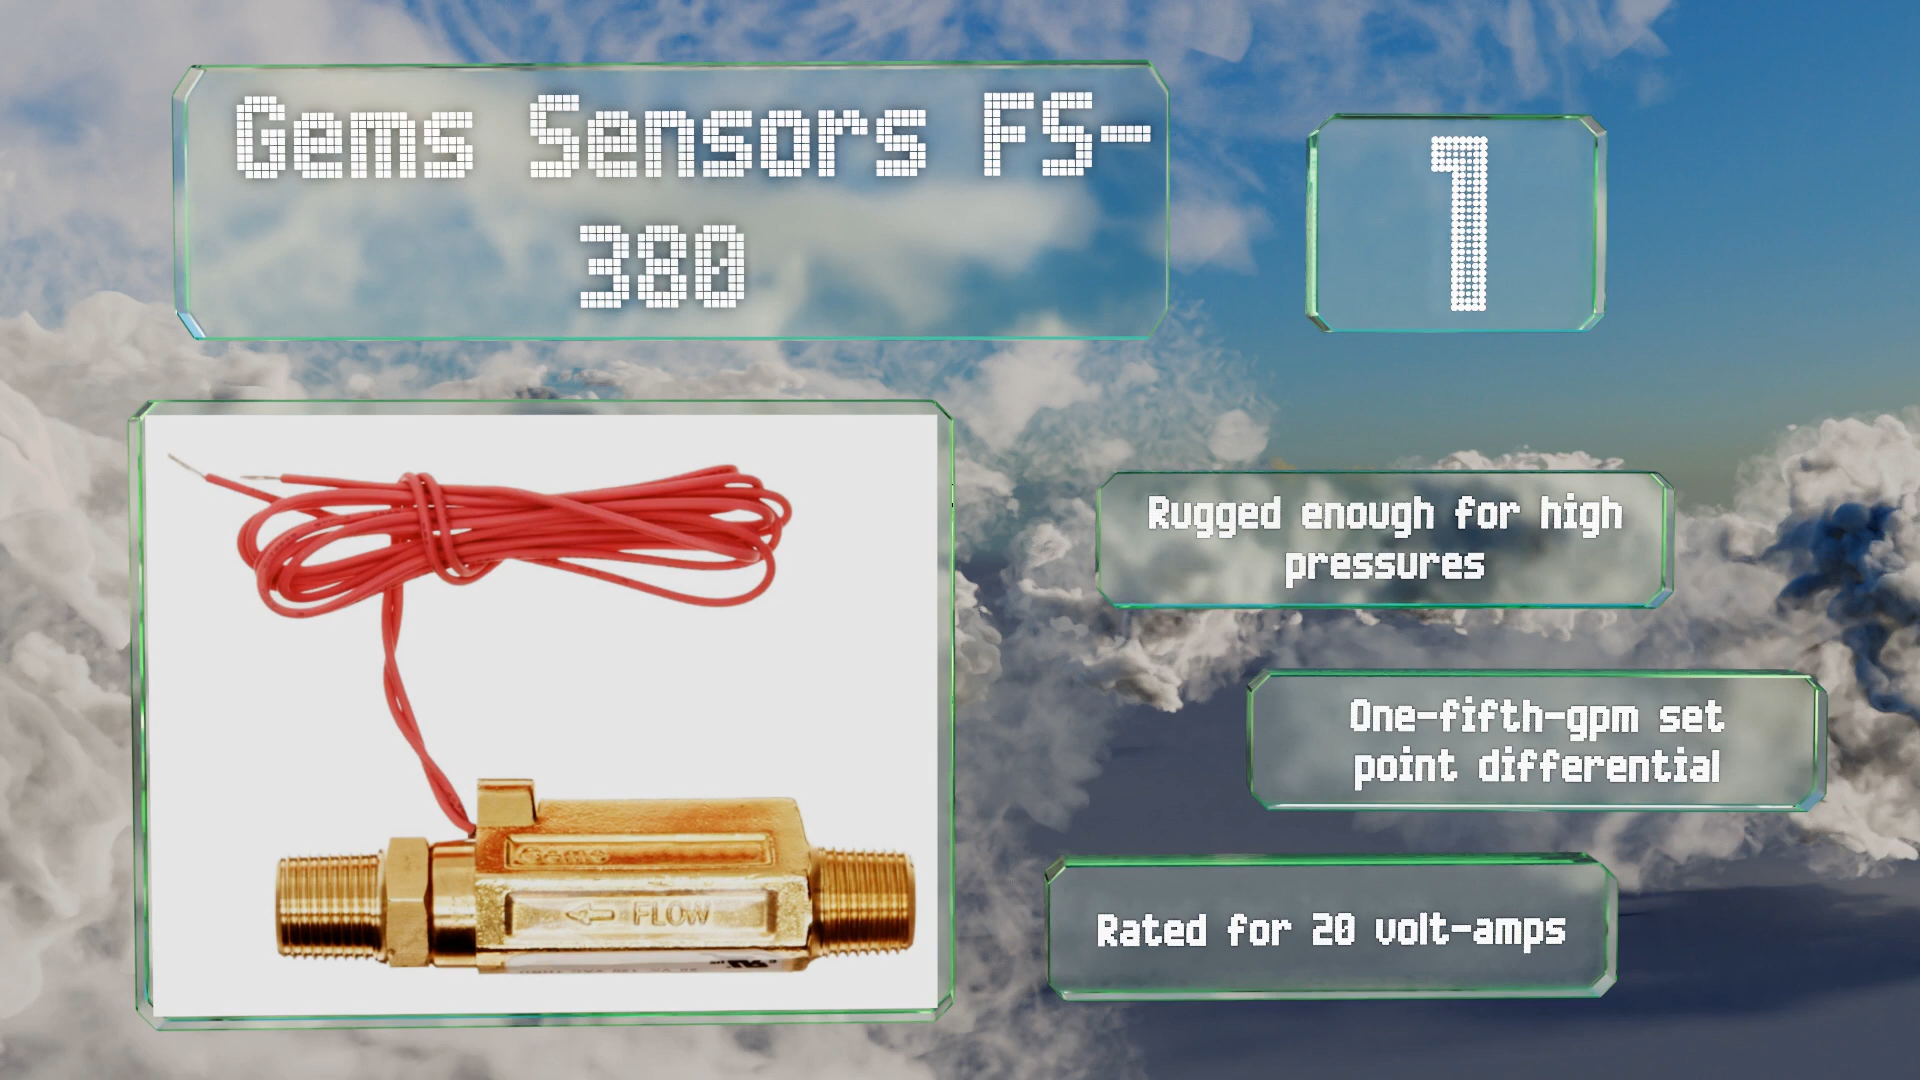 Gems Sensors FS-
380
1
Rugged enough for high
pressures
One-fifth-gpm set
point differential
Rated for 20 volt-amps
Gems
FLOW